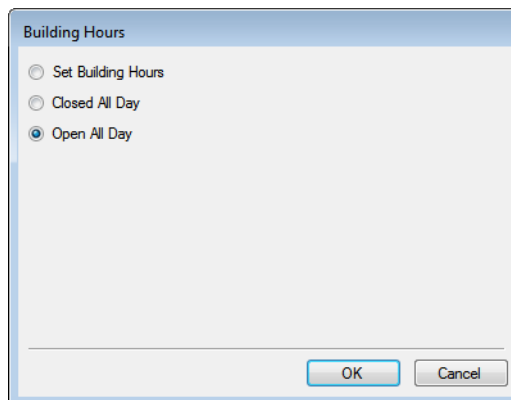 Building Hours
Set Building Hours
Closed All Day
Open All Day
OK Cancel